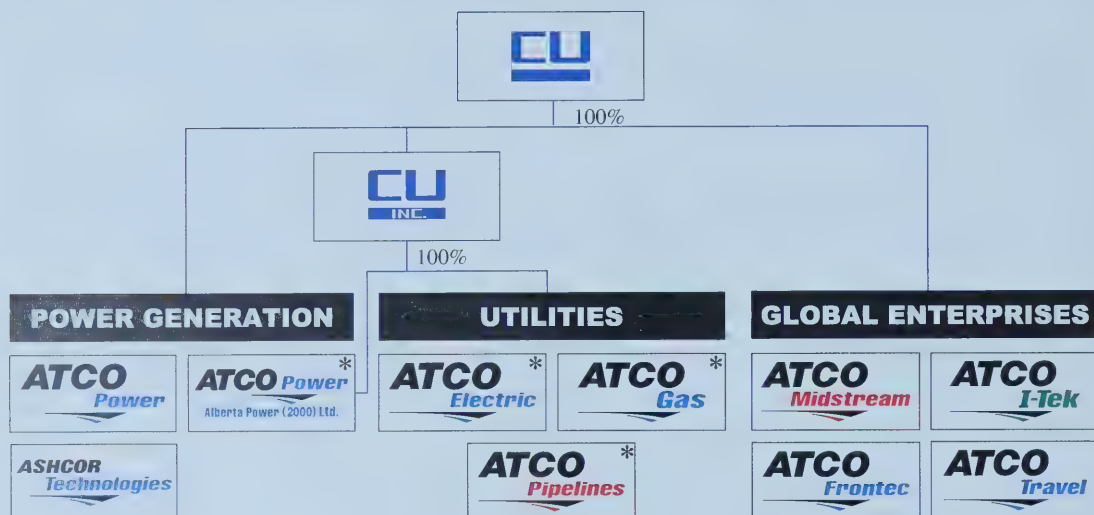 CU
100%
CU
INC.
100%
POWER GENERATION
UTILITIES
GLOBAL ENTERPRISES
ATCO
Power
ATCO Power *
Alberta Power (2000) Ltd.
ATCO *
Electric
ATCO *
Gas
ATCO
Midstream
ATCO
I-Tek
ASHCOR
Technologies
ATCO *
Pipelines
ATCO
Frontec
ATCO
Travel